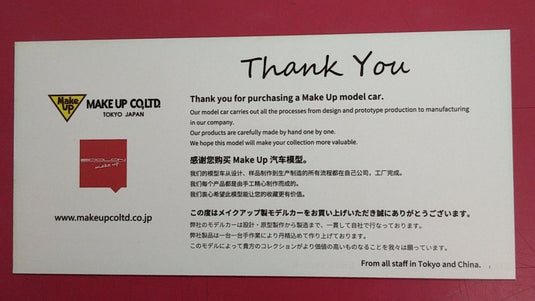 Thank You
Make
UP
MAKE UP CO,LTD.
TOKYO JAPAN
make up
www.makeupcoltd.co.jp
Thank you for purchasing a Make Up model car.
Our model car carries out all the processes from design and prototype production to manufacturing
in our company.
Our products are carefully made by hand one by one.
We hope this model will make your collection more valuable.
感谢您购买 Make Up 汽车模型。
我们的模型车从设计、样品制作到生产制造的所有流程都在自己公司，工厂完成。
我们每个产品都是由手工精心制作而成的。
我们衷心希望此模型能让您的收藏更有价值。
この度はメイクアップ製モデルカーをお買い上げいただき誠にありがとうございます。
弊社のモデルカーは設計・原型製作から製造まで、一貫して自社で行なっております。
弊社製品は一台一台手作業により丹精込めて作り上げております。
このモデルによって貴方のコレクションがより価値の高いものなることを我々は願っています。
From all staff in Tokyo and China.